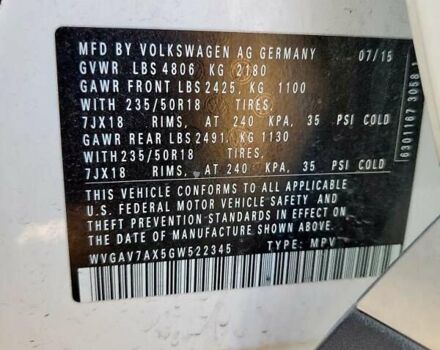 MFD BY VOLKSWAGEN AG GERMANY 07/15
GVWR LBS 4806 KG 2180
GAWR FRONT LBS 2425, KG 1100
WITH 235/50R18 TIRES,
7JX18 RIMS, AT 240 KPA, 35 PSI COLD
GAWR REAR LBS 2491, KG 1130
WITH 235/50R18 TIRES,
7JX18 RIMS, AT 240 KPA, 35 PSI COLD
THIS VEHICLE CONFORMS TO ALL APPLICABLE
U.S. FEDERAL MOTOR VEHICLE SAFETY AND
THEFT PREVENTION STANDARDS IN EFFECT ON
THE DATE OF MANUFACTURE SHOWN ABOVE.
WVGAV7AX5GW522345 TYPE: MPV
6301167 3058 1